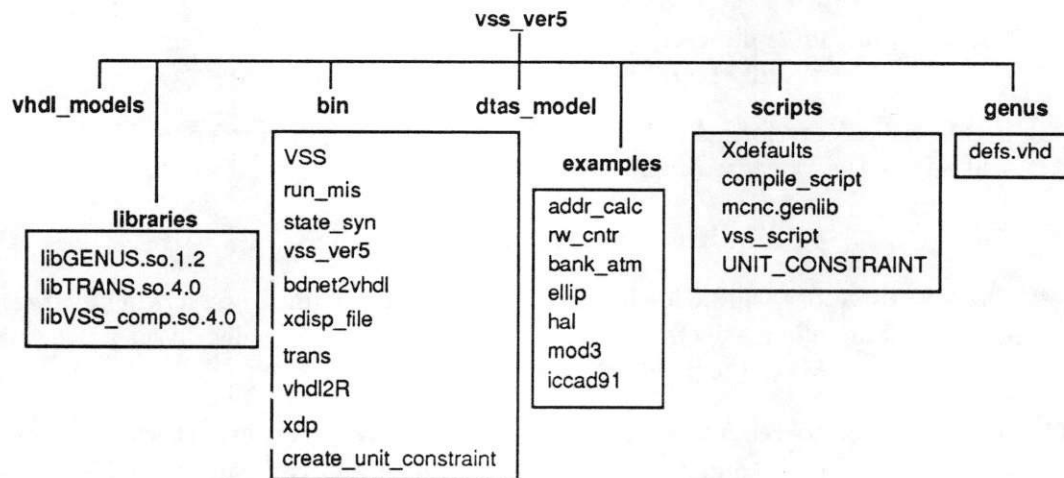 vss_ver5
vhdl_models
bin
dtas_model
scripts
genus
libraries
libGENUS.so.1.2
libTRANS.so.4.0
libVSS_comp.so.4.0
VSS
run_mis
state_syn
vss_ver5
bdnet2vhdl
xdisp_file
trans
vhdl2R
xdp
create_unit_constraint
examples
addr_calc
rw_cntr
bank_atm
ellip
hal
mod3
iccad91
Xdefaults
compile_script
mcnc.genlib
vss_script
UNIT_CONSTRAINT
defs.vhd